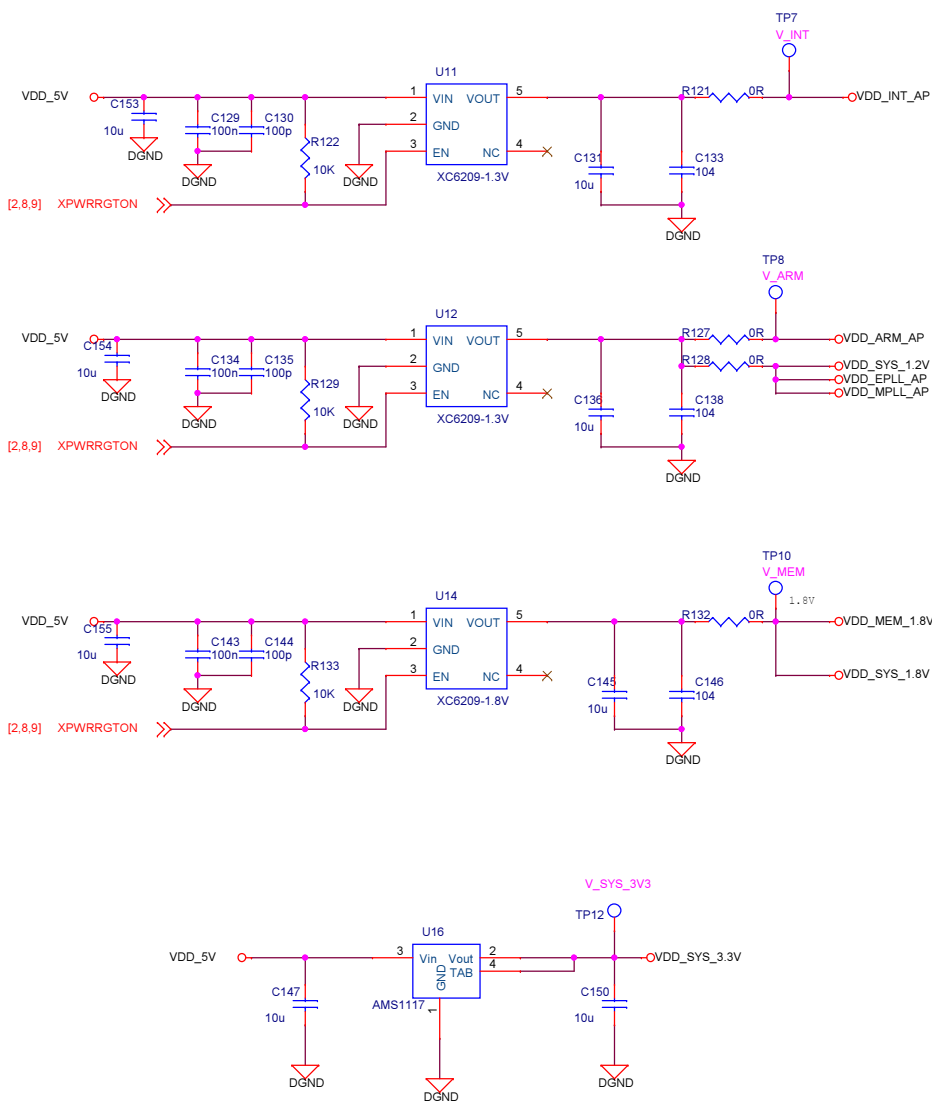 TP7
V_INT
U11
VDD_5V
1 VIN VOUT 5
R121 0R
VDD_INT_AP
C153
10u
DGND
C129
100n
C130
100p
R122
10K
2 GND
3 EN NC 4
XC6209-1.3V
C131
10u
C133
104
DGND
DGND
DGND
[2,8,9] XPWRRGTON
TP8
V_ARM
U12
VDD_5V
1 VIN VOUT 5
R127 0R
VDD_ARM_AP
R128 0R
VDD_SYS_1.2V
VDD_EPLL_AP
VDD_MPLL_AP
C154
10u
DGND
C134
100n
C135
100p
R129
10K
2 GND
3 EN NC 4
XC6209-1.3V
C136
10u
C138
104
DGND
DGND
DGND
[2,8,9] XPWRRGTON
TP10
V_MEM
1.8V
U14
VDD_5V
1 VIN VOUT 5
R132 0R
VDD_MEM_1.8V
VDD_SYS_1.8V
C155
10u
DGND
C143
100n
C144
100p
R133
10K
2 GND
3 EN NC 4
XC6209-1.8V
C145
10u
C146
104
DGND
DGND
DGND
[2,8,9] XPWRRGTON
V_SYS_3V3
TP12
U16
VDD_5V
3 Vin Vout 2
TAB 4
GND
1
AMS1117
VDD_SYS_3.3V
C147
10u
C150
10u
DGND
DGND
DGND